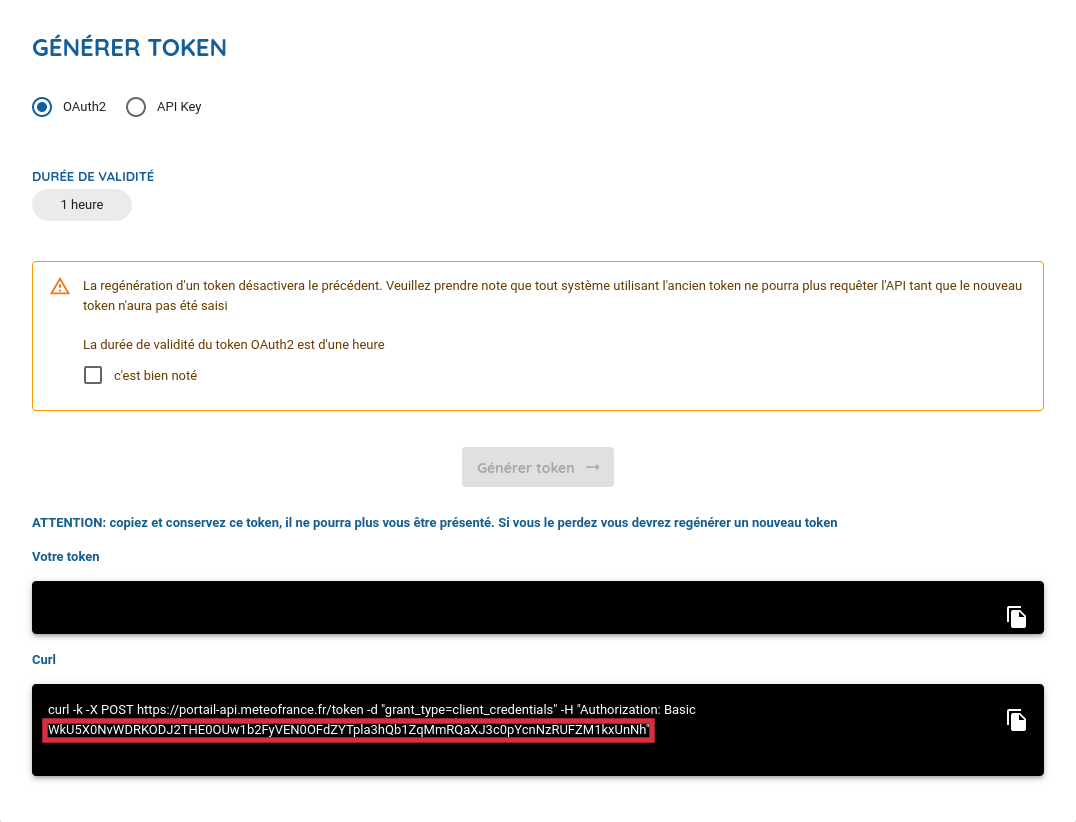 GÉNÉRER TOKEN
OAuth2 API Key
DURÉE DE VALIDITÉ
1 heure
La regénération d'un token désactivera le précédent. Veuillez prendre note que tout système utilisant l'ancien token ne pourra plus requêter l'API tant que le nouveau
token n'aura pas été saisi
La durée de validité du token OAuth2 est d'une heure
c'est bien noté
Générer token →
ATTENTION: copiez et conservez ce token, il ne pourra plus vous être présenté. Si vous le perdez vous devrez regénérer un nouveau token
Votre token
Curl
curl -k -X POST https://portail-api.meteofrance.fr/token -d "grant_type=client_credentials" -H "Authorization: Basic
WkU5X0NvWDRKODJ2THE0OUw1b2FyVEN0OFdZYTpla3hQb1ZqMmRQaXJ3c0pYcnNzRUFZM1kxUnNh"